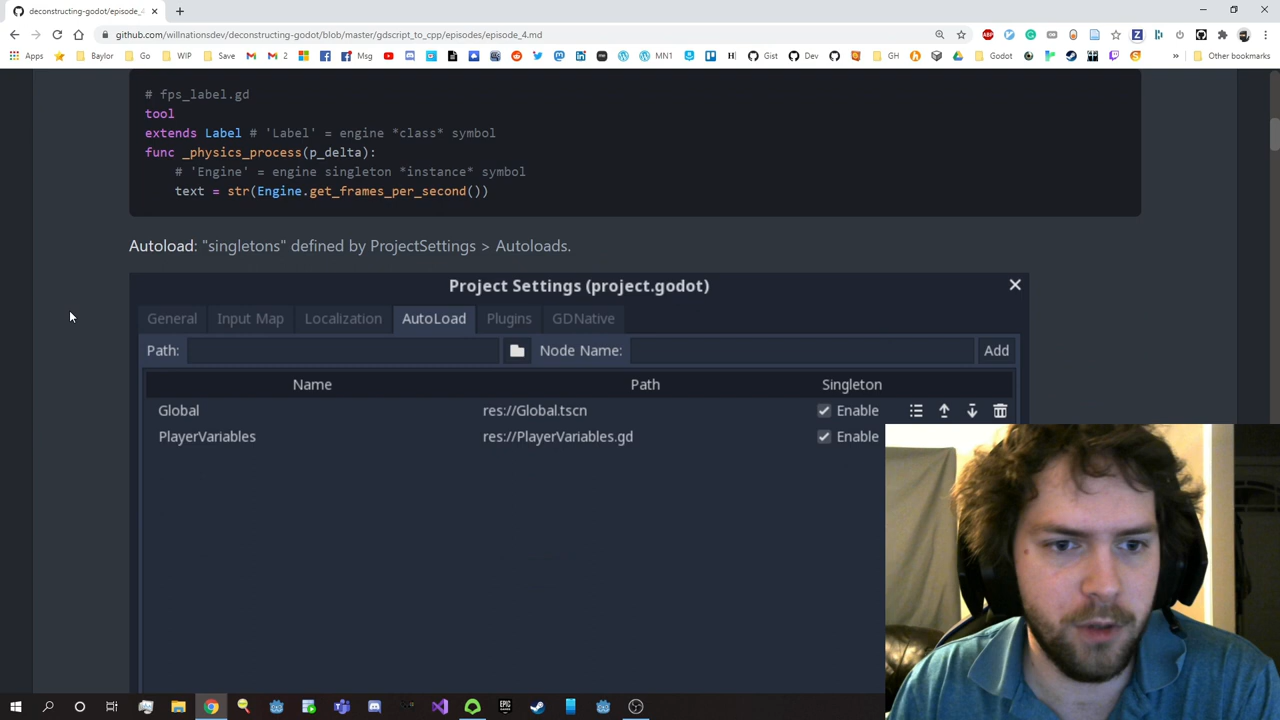 deconstructing-godot/episode_4
github.com/willnationsdev/deconstructing-godot/blob/master/gdscript_to_cpp/episodes/episode_4.md
Apps
Baylor
Go
WIP
Save
M
M 2
MN1
Gist
Dev
GH
Godot
»
Other bookmarks
# fps_label.gd
tool
extends Label # 'Label' = engine *class* symbol
func _physics_process(p_delta):
# 'Engine' = engine singleton *instance* symbol
text = str(Engine.get_frames_per_second())
Autoload: "singletons" defined by ProjectSettings > Autoloads.
Project Settings (project.godot)
General
Input Map
Localization
AutoLoad
Plugins
GDNative
Path:
Node Name:
Add
Name
Path
Singleton
Global
res://Global.tscn
Enable
PlayerVariables
res://PlayerVariables.gd
Enable